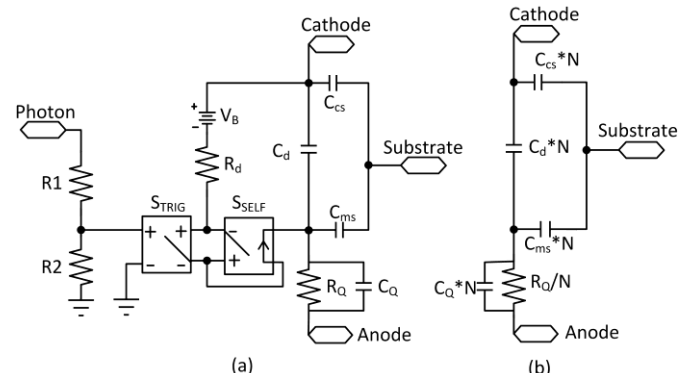 Cathode
C_cs
V_B
Photon
R_d
C_d
Substrate
R1
S_TRIG
S_SELF
C_ms
R2
+
+
-
-
-
+
+
-
R_Q
C_Q
Anode
(a)
Cathode
C_cs*N
C_d*N
Substrate
C_ms*N
C_Q*N
R_Q/N
Anode
(b)